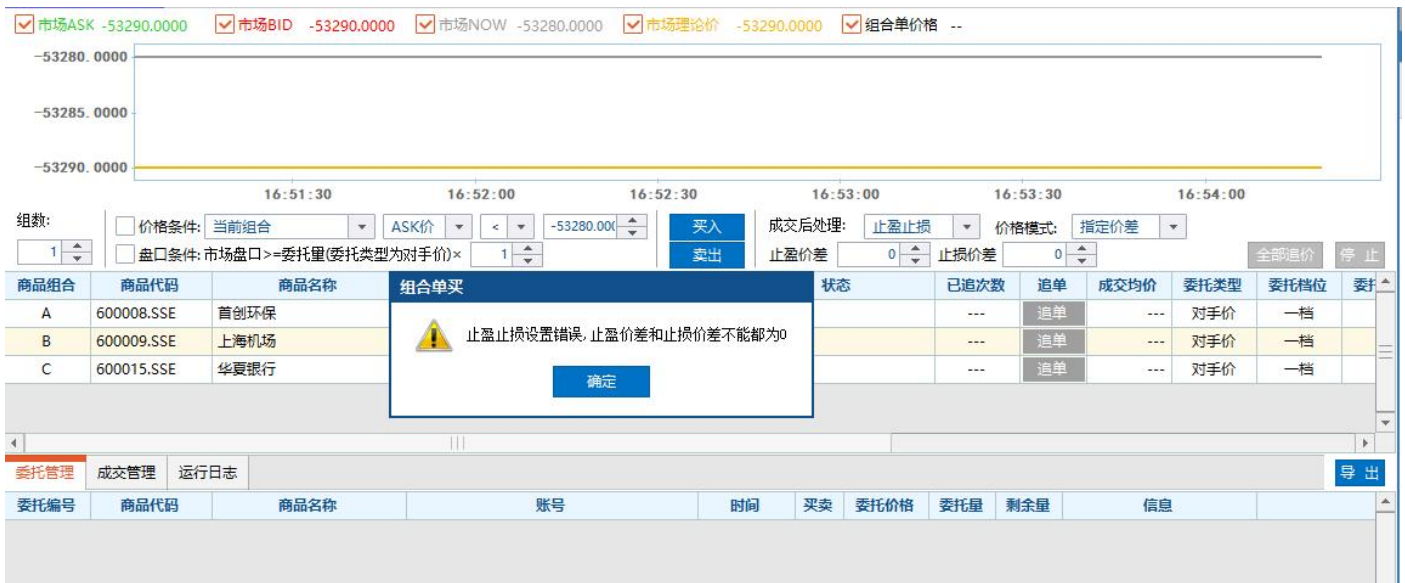 市场ASK -53290.0000 市场BID -53290.0000 市场NOW -53280.0000 市场理论价 -53290.0000 组合单价格 --
-53280.0000
-53285.0000
-53290.0000
16:51:30 16:52:00 16:52:30 16:53:00 16:53:30 16:54:00
组数: 价格条件: 当前组合 ASK价 < -53280.00( 买入 成交后处理: 止盈止损 价格模式: 指定价差
1 盘口条件: 市场盘口>=委托量(委托类型为对手价)× 1 卖出 止盈价差 0 止损价差 0 全部追价 停 止
商品组合 商品代码 商品名称 状态 已追次数 追单 成交均价 委托类型 委托档位
A 600008.SSE 首创环保 --- 追单 --- 对手价 一档
B 600009.SSE 上海机场 --- 追单 --- 对手价 一档
C 600015.SSE 华夏银行 --- 追单 --- 对手价 一档
组合单买
止盈止损设置错误,止盈价差和止损价差不能都为0
确定
委托管理 成交管理 运行日志 导 出
委托编号 商品代码 商品名称 账号 时间 买卖 委托价格 委托量 剩余量 信息